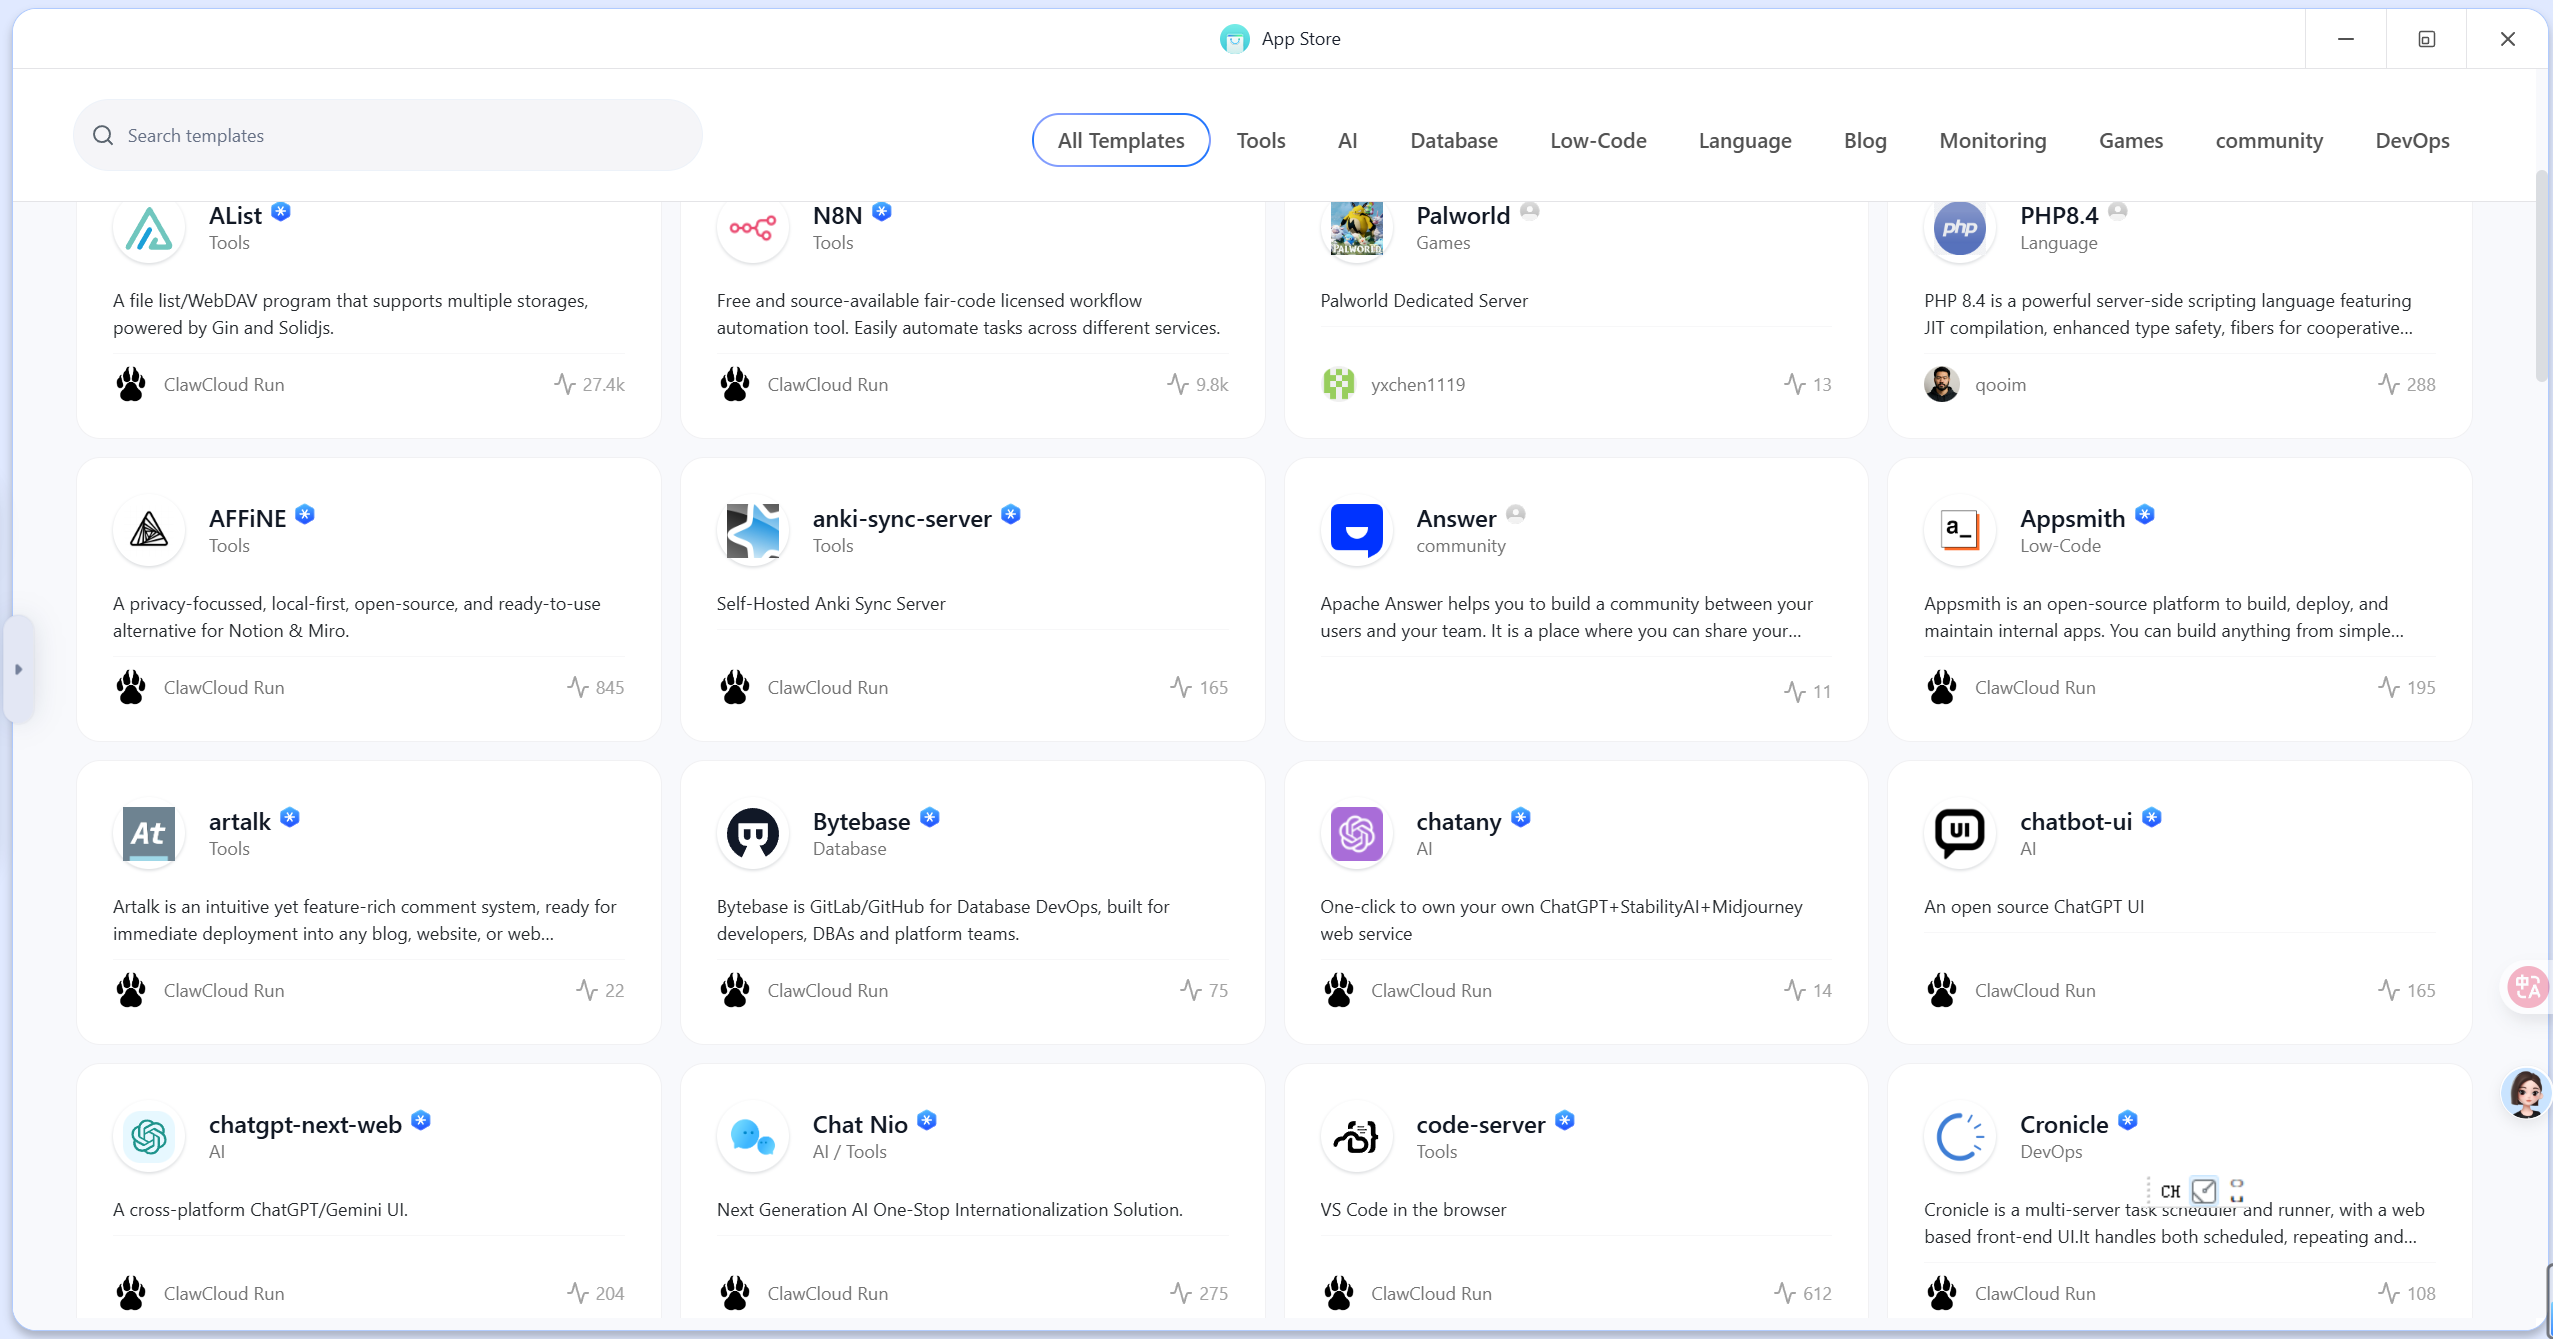 App Store
Search templates
All Templates
Tools
AI
Database
Low-Code
Language
Blog
Monitoring
Games
community
DevOps
AList
Tools
A file list/WebDAV program that supports multiple storages,
powered by Gin and Solidjs.
ClawCloud Run
27.4k
N8N
Tools
Free and source-available fair-code licensed workflow
automation tool. Easily automate tasks across different services.
ClawCloud Run
9.8k
PALWORLD
Palworld
Games
Palworld Dedicated Server
yxchen1119
13
php
PHP8.4
Language
PHP 8.4 is a powerful server-side scripting language featuring
JIT compilation, enhanced type safety, fibers for cooperative...
qooim
288
AFFiNE
Tools
A privacy-focussed, local-first, open-source, and ready-to-use
alternative for Notion & Miro.
ClawCloud Run
845
anki-sync-server
Tools
Self-Hosted Anki Sync Server
ClawCloud Run
165
Answer
community
Apache Answer helps you to build a community between your
users and your team. It is a place where you can share your...
11
a_
Appsmith
Low-Code
Appsmith is an open-source platform to build, deploy, and
maintain internal apps. You can build anything from simple...
ClawCloud Run
195
At
artalk
Tools
Artalk is an intuitive yet feature-rich comment system, ready for
immediate deployment into any blog, website, or web...
ClawCloud Run
22
Bytebase
Database
Bytebase is GitLab/GitHub for Database DevOps, built for
developers, DBAs and platform teams.
ClawCloud Run
75
chatany
AI
One-click to own your own ChatGPT+StabilityAI+Midjourney
web service
ClawCloud Run
14
UI
chatbot-ui
AI
An open source ChatGPT UI
ClawCloud Run
165
中A
chatgpt-next-web
AI
A cross-platform ChatGPT/Gemini UI.
ClawCloud Run
204
Chat Nio
AI / Tools
Next Generation AI One-Stop Internationalization Solution.
ClawCloud Run
275
code-server
Tools
VS Code in the browser
ClawCloud Run
612
Cronicle
DevOps
CH
Cronicle is a multi-server task scheduler and runner, with a web
based front-end UI.It handles both scheduled, repeating and...
ClawCloud Run
108